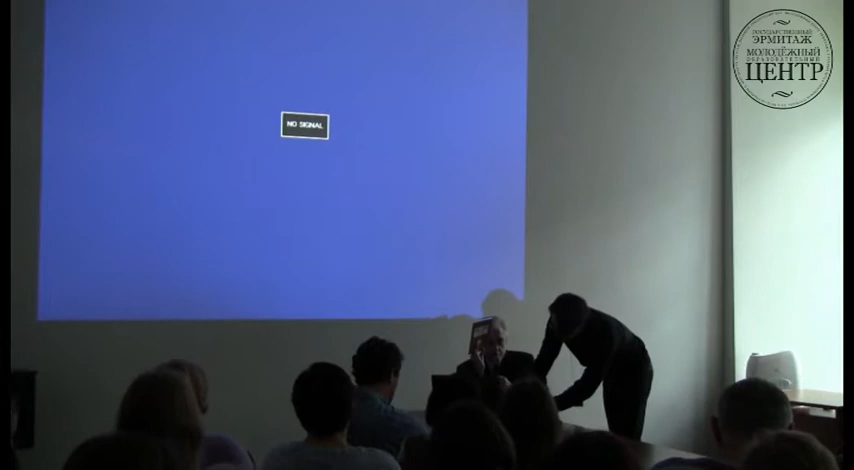 NO SIGNAL
ГОСУДАРСТВЕННЫЙ
ЭРМИТАЖ
МОЛОДЁЖНЫЙ
ОБРАЗОВАТЕЛЬНЫЙ
ЦЕНТР